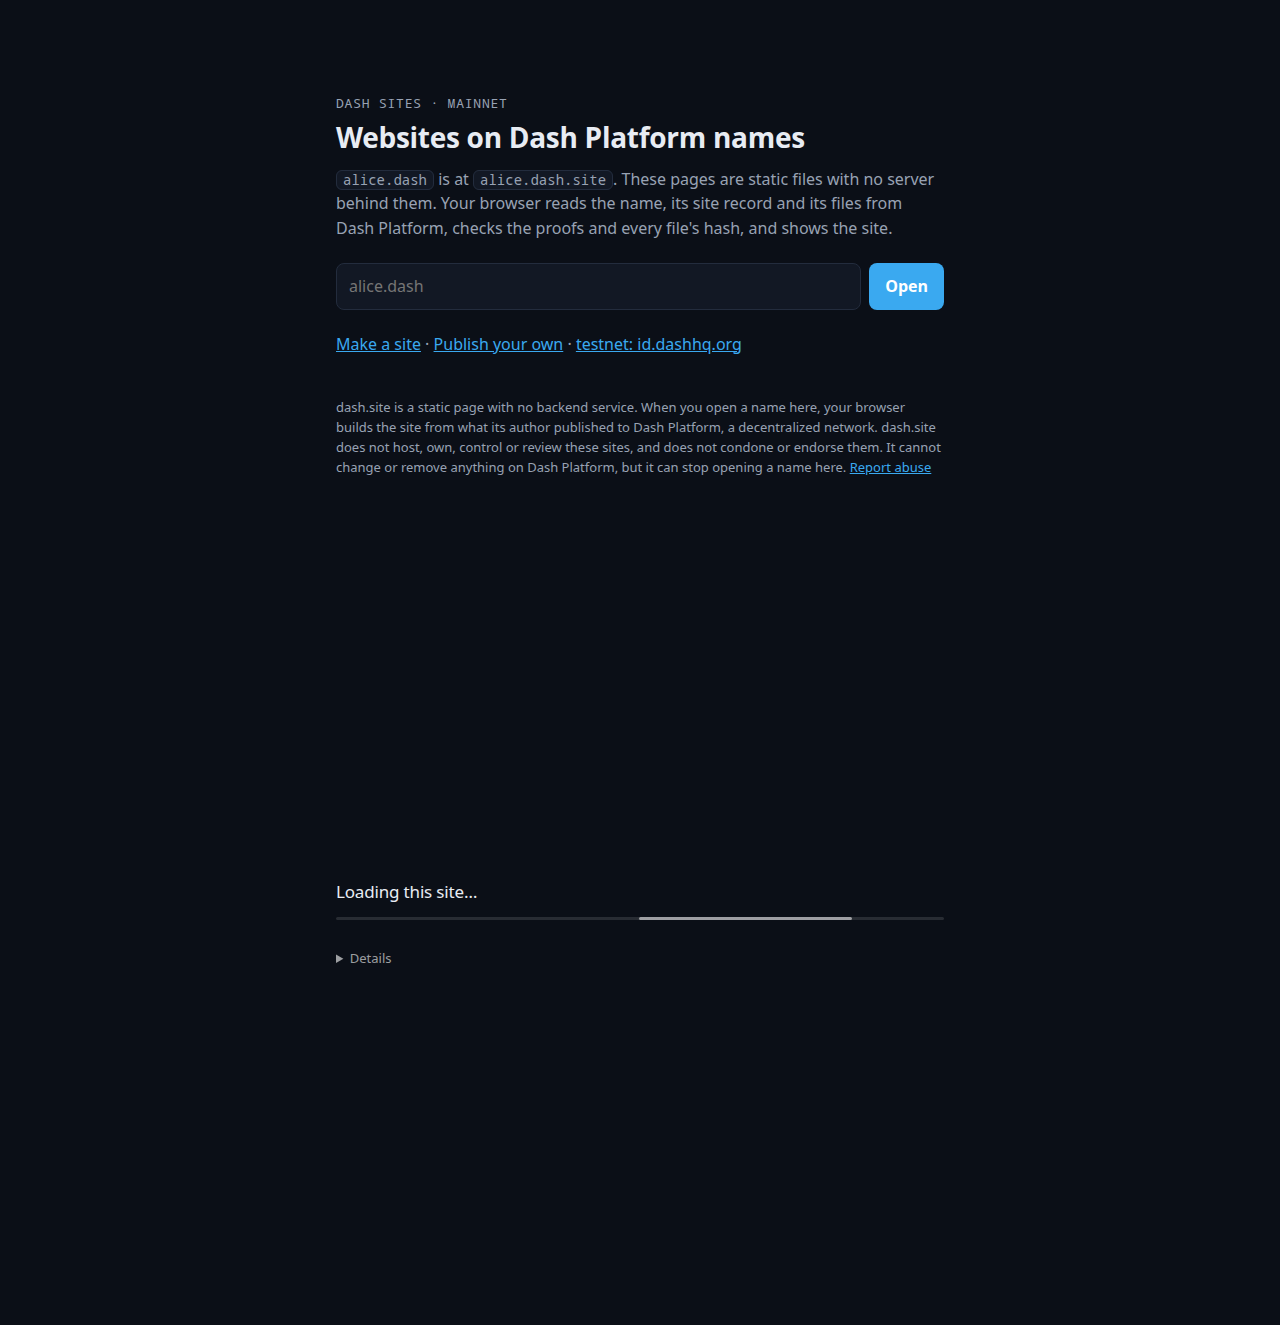 DASH SITES · MAINNET
Websites on Dash Platform names
alice.dash is at alice.dash.site. These pages are static files with no server
behind them. Your browser reads the name, its site record and its files from
Dash Platform, checks the proofs and every file's hash, and shows the site.
alice.dash
Open
Make a site · Publish your own · testnet: id.dashhq.org
dash.site is a static page with no backend service. When you open a name here, your browser
builds the site from what its author published to Dash Platform, a decentralized network. dash.site
does not host, own, control or review these sites, and does not condone or endorse them. It cannot
change or remove anything on Dash Platform, but it can stop opening a name here. Report abuse
Loading this site…
Details